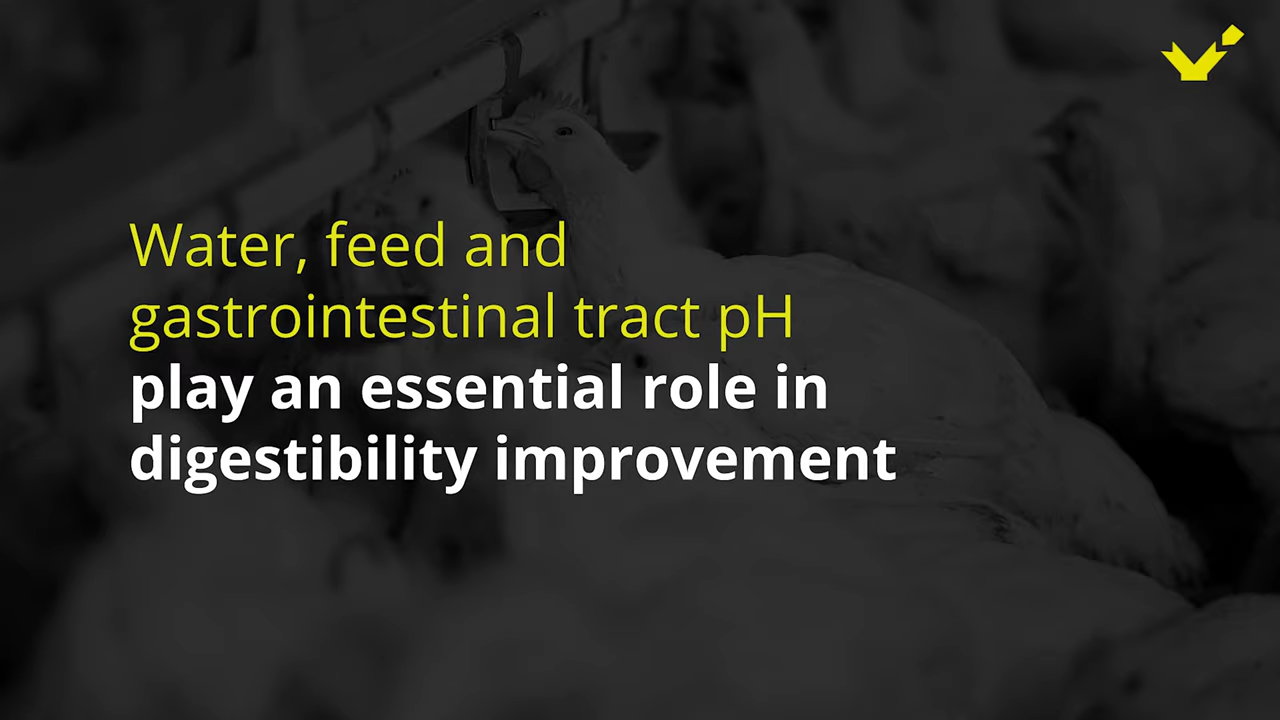 Water, feed and
gastrointestinal tract pH
play an essential role in
digestibility improvement